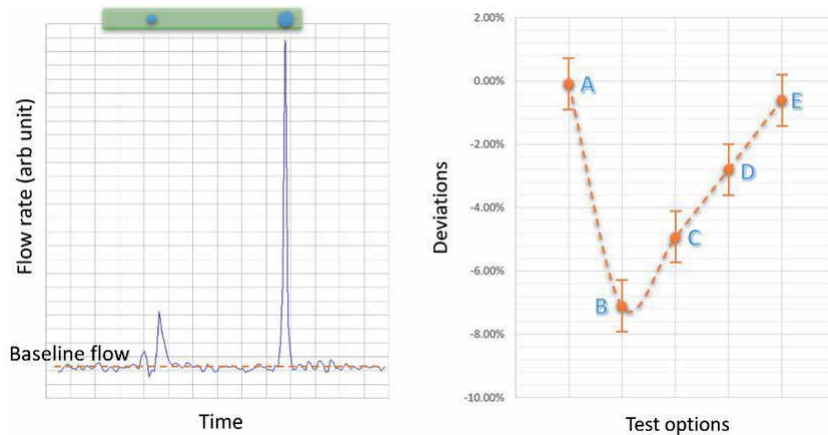 Flow rate (arb unit)
Baseline flow
Time
Deviations
2.00%
0.00%
-2.00%
-4.00%
-6.00%
-8.00%
-10.00%
A
B
C
D
E
Test options